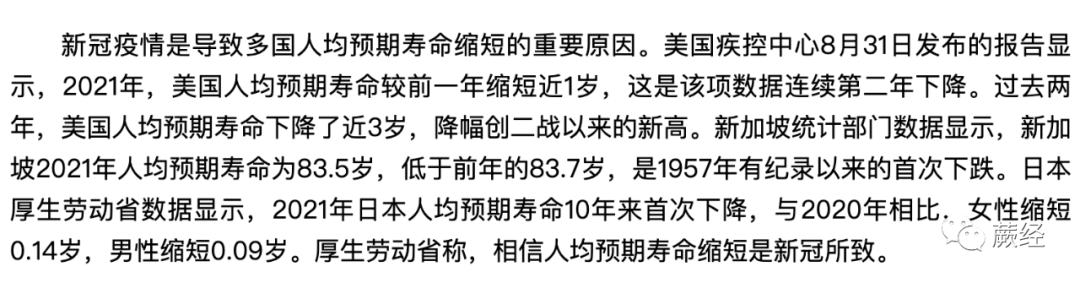 新冠疫情是导致多国人均预期寿命缩短的重要原因。美国疾控中心8月31日发布的报告显
示，2021年，美国人均预期寿命较前一年缩短近1岁，这是该项数据连续第二年下降。过去两
年，美国人均预期寿命下降了近3岁，降幅创二战以来的新高。新加坡统计部门数据显示，新加
坡2021年人均预期寿命为83.5岁，低于前年的83.7岁，是1957年有纪录以来的首次下跌。日本
厚生劳动省数据显示，2021年日本人均预期寿命10年来首次下降，与2020年相比．女性缩短
0.14岁，男性缩短0.09岁。厚生劳动省称，相信人均预期寿命缩短是新冠所致。
蕨经